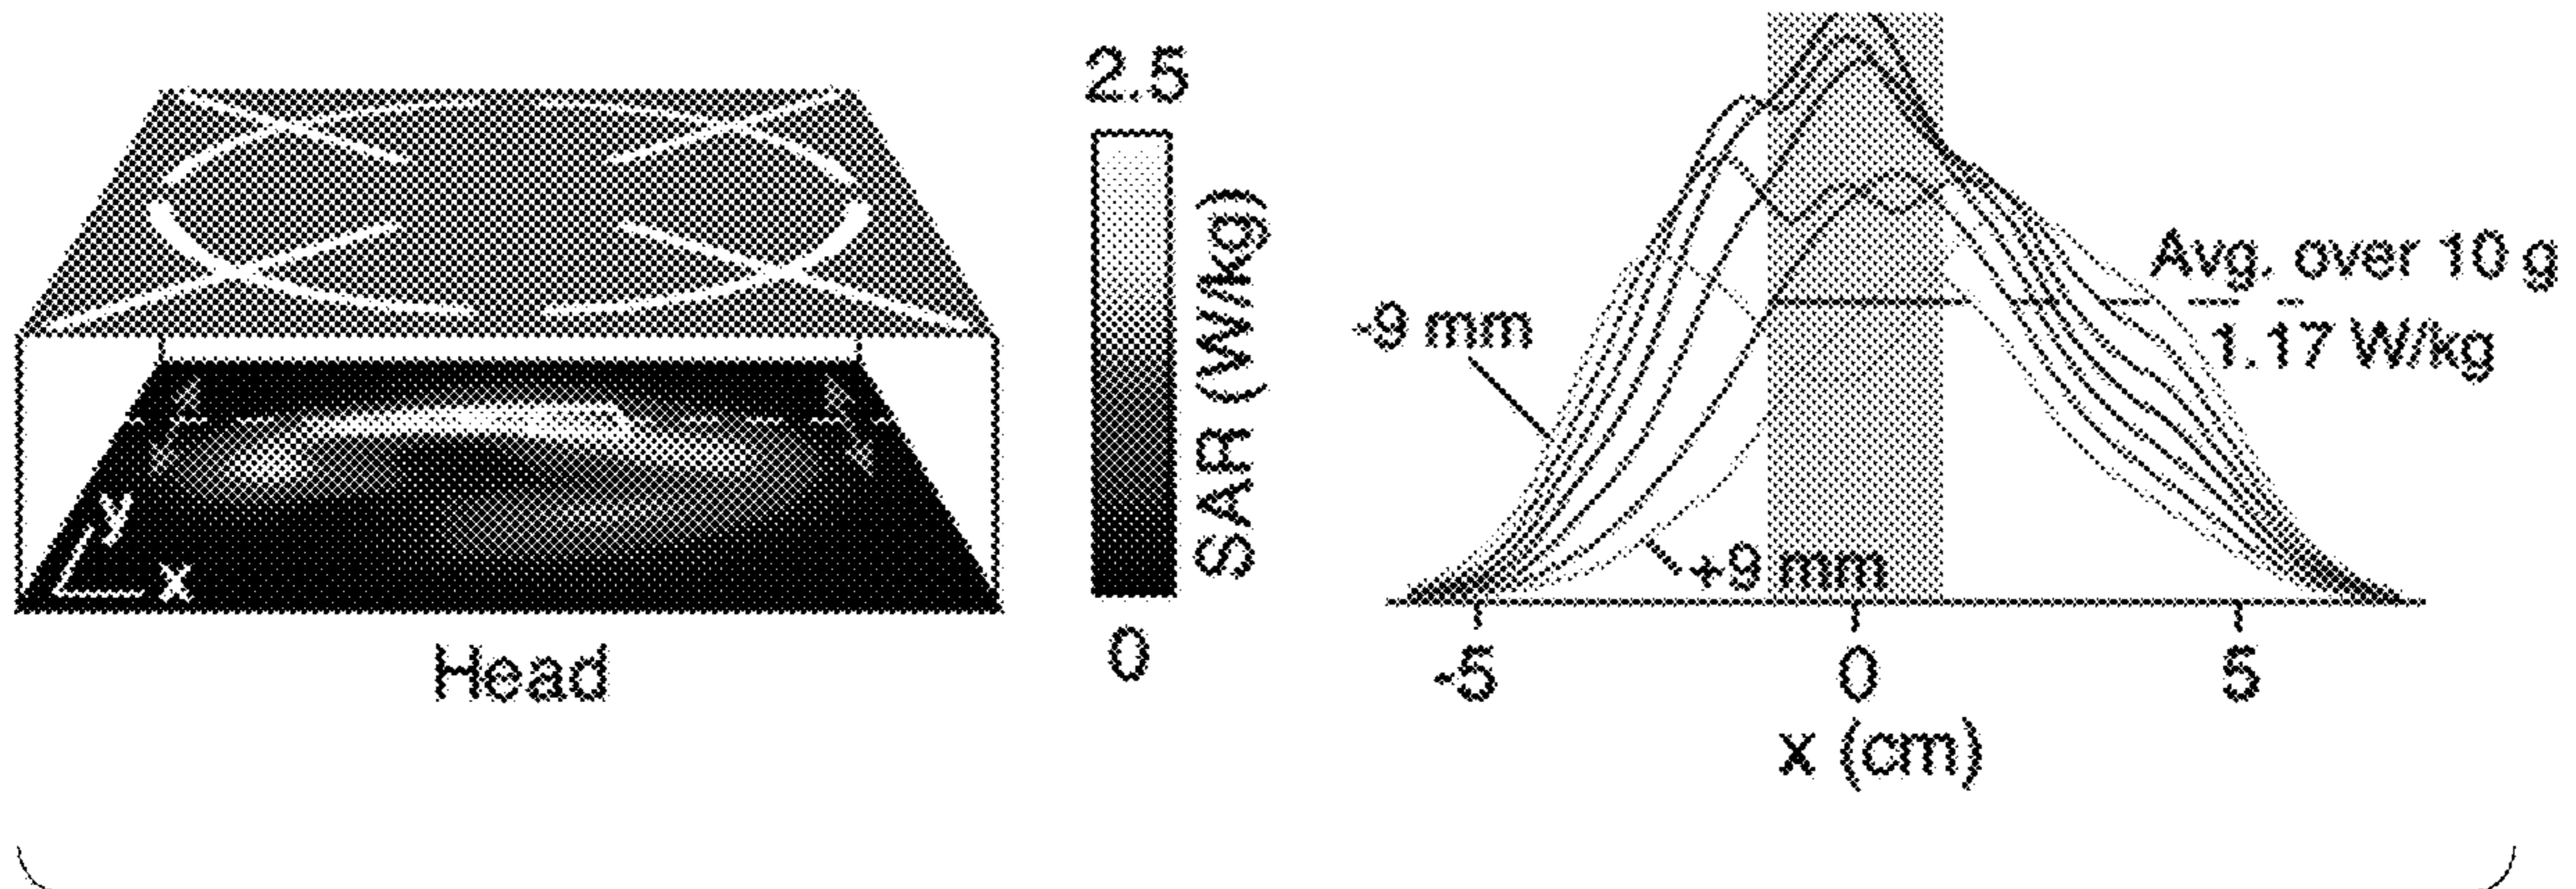 y
x
Head
2.5
SAR (W/kg)
0
-9 mm
+9 mm
Avg. over 10 g
1.17 W/kg
-5
0
5
x (cm)